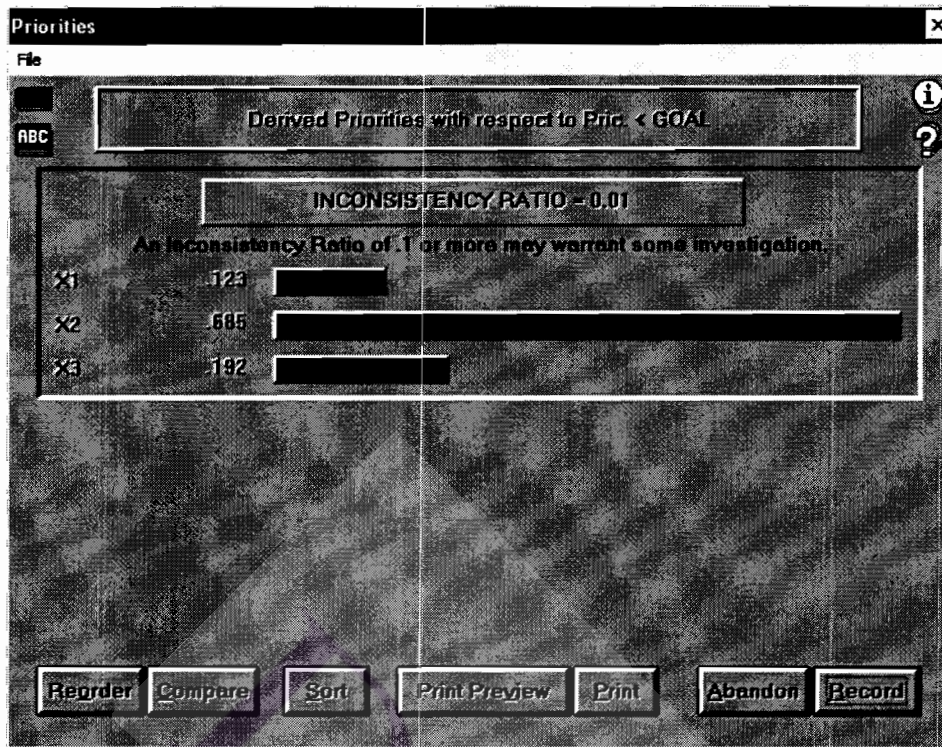 Priorities
File
ABC
Derived Priorities with respect to Pric. < GOAL
INCONSISTENCY RATIO = 0.01
An Inconsistency Ratio of .1 or more may warrant some investigation.
X1 .123
X2 .685
X3 .192
Reorder Compare Sort Print Preview Print Abandon Record